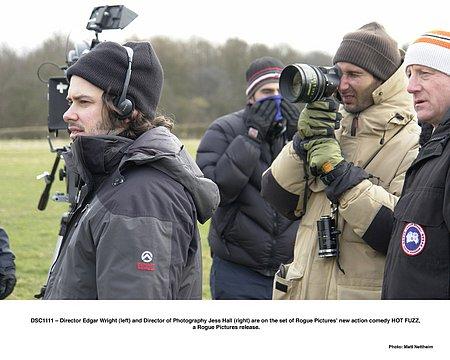 DSC1111 – Director Edgar Wright (left) and Director of Photography Jess Hall (right) are on the set of Rogue Pictures' new action comedy HOT FUZZ,
a Rogue Pictures release.
Photo: Matt Nettheim